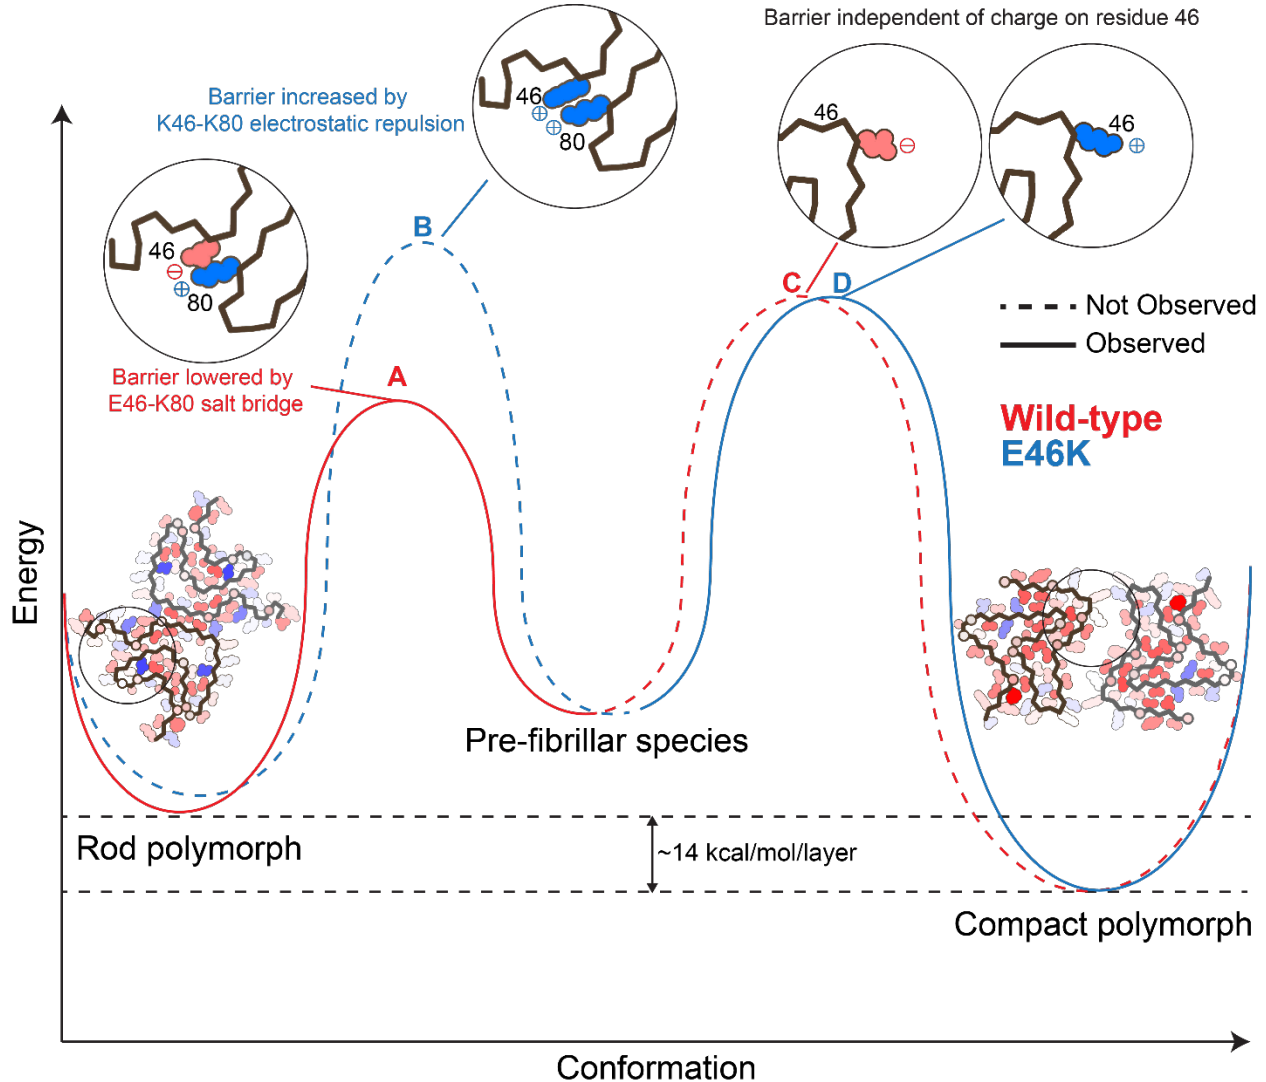 Barrier independent of charge on residue 46
Barrier increased by
K46-K80 electrostatic repulsion
46
⊕
⊕
80
46
⊖
46
⊕
46
⊖
⊕
80
B
C
D
A
Barrier lowered by
E46-K80 salt bridge
Not Observed
Observed
Wild-type
E46K
Energy
Pre-fibrillar species
Rod polymorph
~14 kcal/mol/layer
Compact polymorph
Conformation